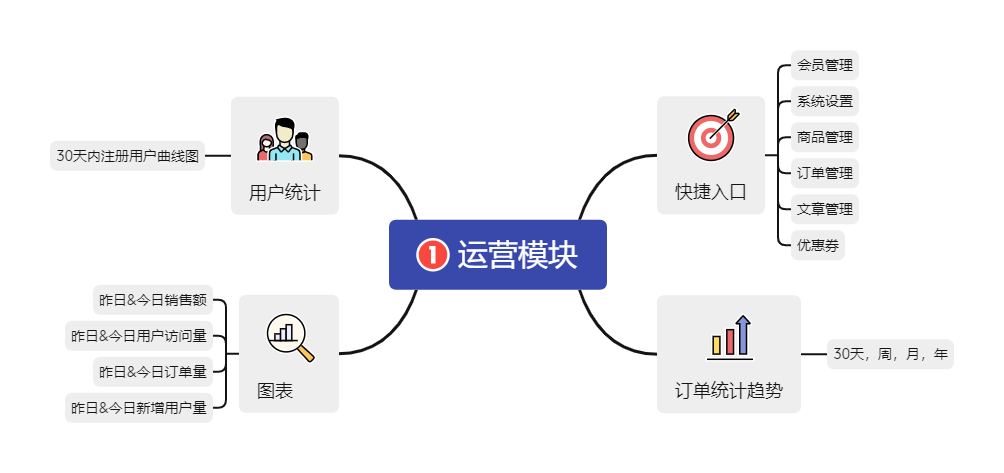 1 运营模块
快捷入口
会员管理
系统设置
商品管理
订单管理
文章管理
优惠券
订单统计趋势
30天，周，月，年
用户统计
30天内注册用户曲线图
图表
昨日&今日销售额
昨日&今日用户访问量
昨日&今日订单量
昨日&今日新增用户量